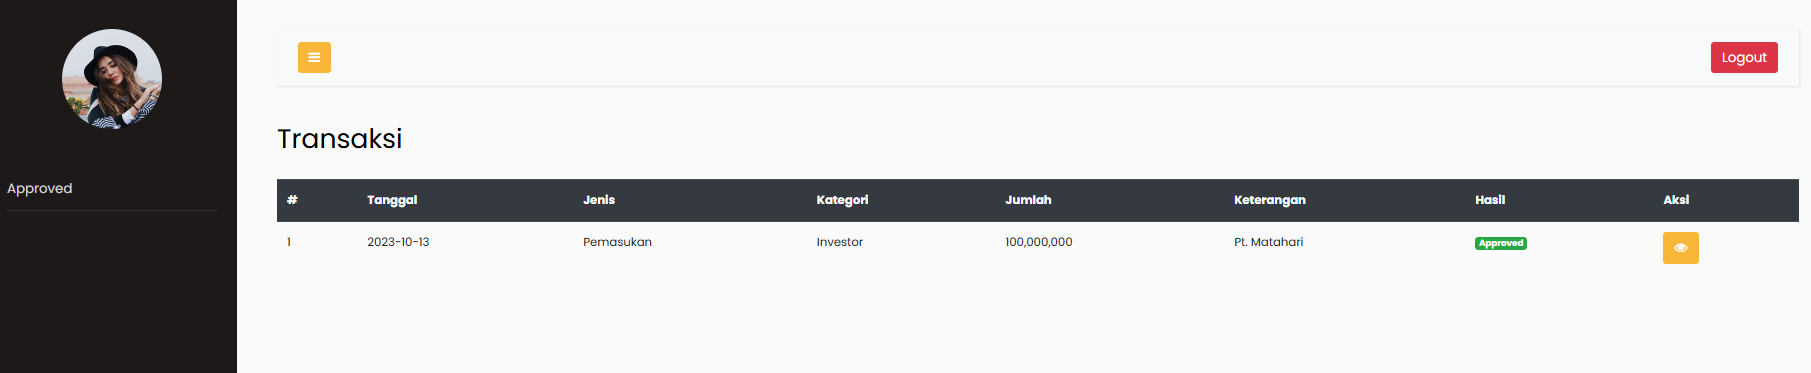 Logout
Transaksi
Approved
# Tanggal Jenis Kategori Jumlah Keterangan Hasil Aksi
1 2023-10-13 Pemasukan Investor 100,000,000 Pt. Matahari Approved